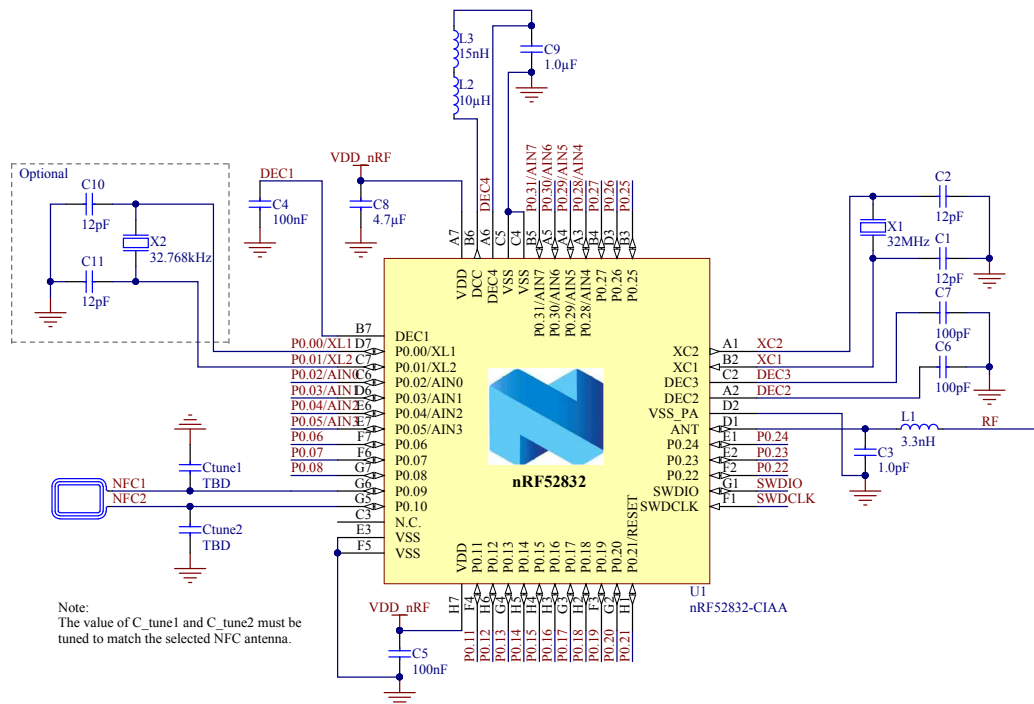 L3
15nH
L2
10µH
C9
1.0µF
Optional
C10
12pF
X2
32.768kHz
C11
12pF
DEC1
C4
100nF
VDD_nRF
C8
4.7µF
DEC4
P0.31/AIN7
P0.30/AIN6
P0.29/AIN5
P0.28/AIN4
P0.27
P0.26
P0.25
A7
B6
A6
C5
C4
B5
A5
A4
A3
B4
D3
B3
VDD
DCC
DEC4
VSS
VSS
P0.31/AIN7
P0.30/AIN6
P0.29/AIN5
P0.28/AIN4
P0.27
P0.26
P0.25
C2
12pF
X1
32MHz
C1
12pF
C7
100pF
C6
100pF
B7 DEC1
P0.00/XL1 D7 P0.00/XL1
P0.01/XL2 C7 P0.01/XL2
P0.02/AIN0 C6 P0.02/AIN0
P0.03/AIN1 D6 P0.03/AIN1
P0.04/AIN2 E6 P0.04/AIN2
P0.05/AIN3 E7 P0.05/AIN3
P0.06 F7 P0.06
P0.07 F6 P0.07
P0.08 G7 P0.08
NFC1 G6 P0.09
NFC2 G5 P0.10
C3 N.C.
E3 VSS
F5 VSS
Ctune1
TBD
Ctune2
TBD
nRF52832
XC2 A1 XC2
XC1 B2 XC1
DEC3 C2 DEC3
DEC2 A2 DEC2
VSS_PA D2
ANT D1
P0.24 E1 P0.24
P0.23 E2 P0.23
P0.22 F2 P0.22
SWDIO G1 SWDIO
SWDCLK F1 SWDCLK
L1
3.3nH
RF
C3
1.0pF
VDD
P0.11
P0.12
P0.13
P0.14
P0.15
P0.16
P0.17
P0.18
P0.19
P0.20
P0.21/RESET
U1
nRF52832-CIAA
H7
F4
H6
G4
H5
H4
H3
G3
H2
F3
G2
H1
P0.11
P0.12
P0.13
P0.14
P0.15
P0.16
P0.17
P0.18
P0.19
P0.20
P0.21
VDD_nRF
C5
100nF
Note:
The value of C_tune1 and C_tune2 must be
tuned to match the selected NFC antenna.